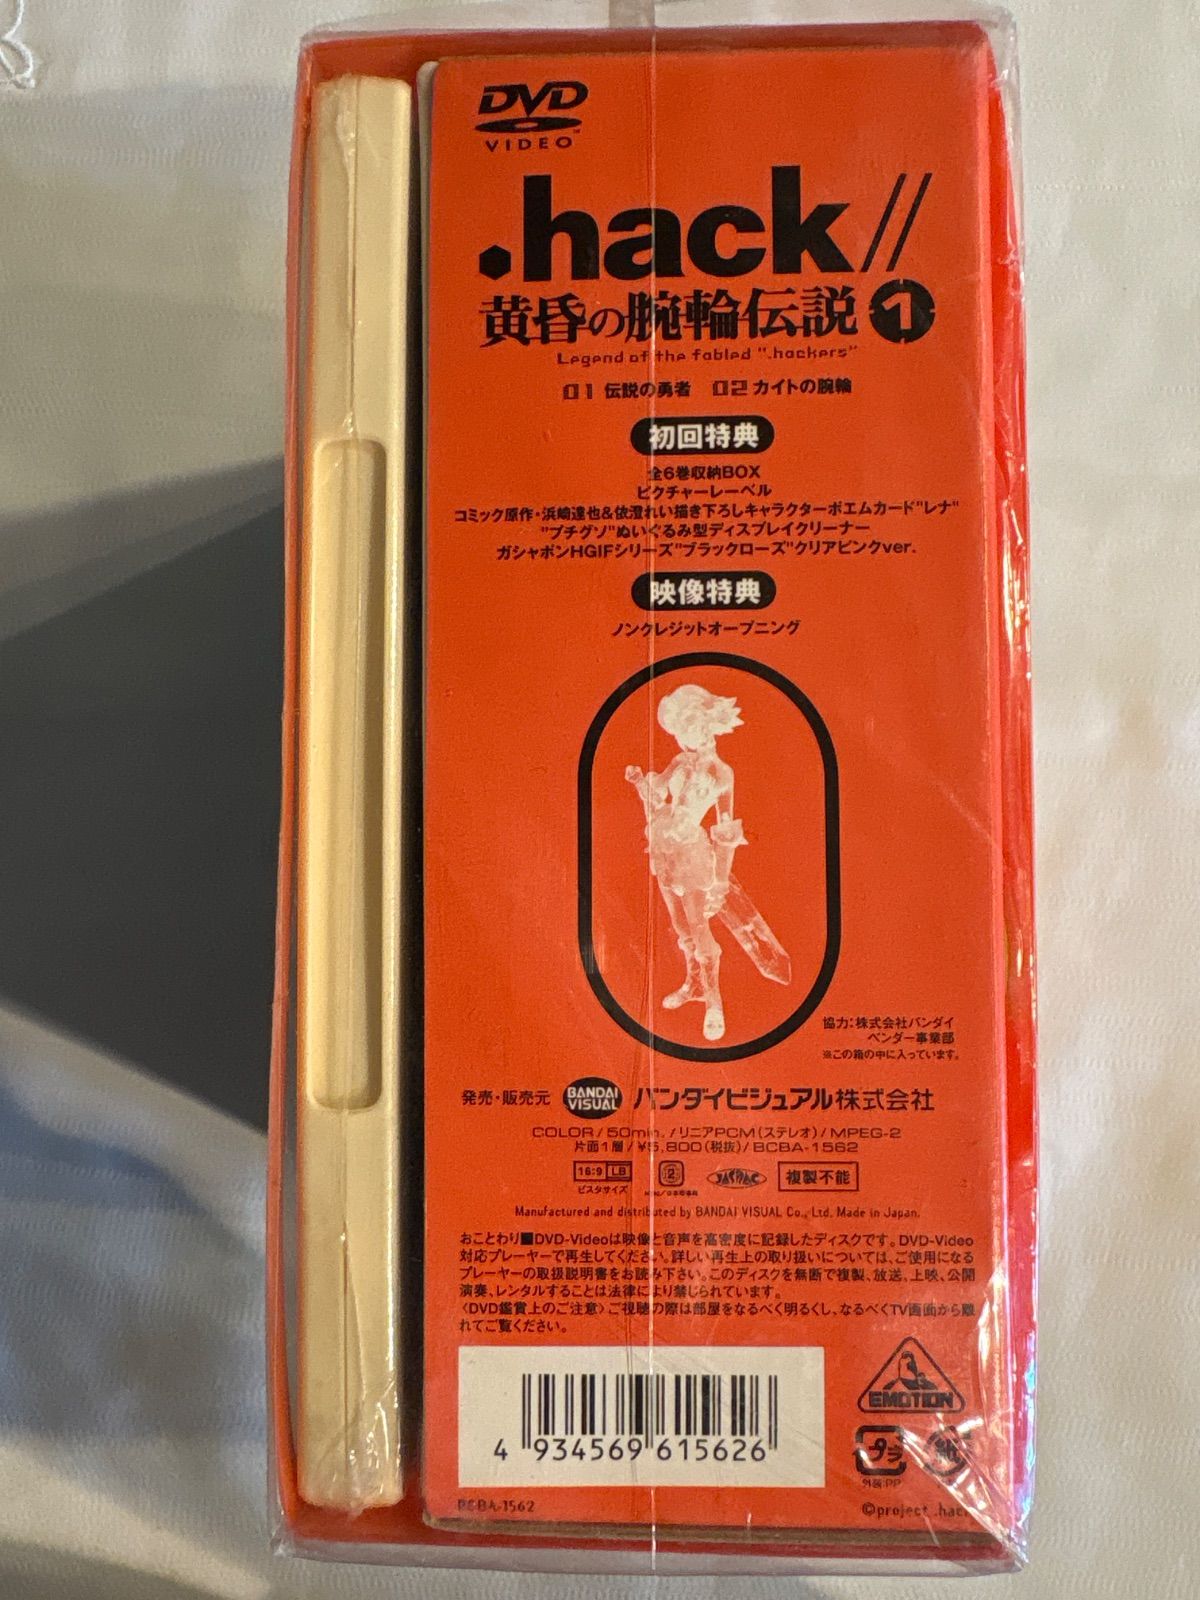 DVD
VIDEO
.hack//
黄昏の腕輪伝説 1
Legend of the fabled ".hackers"
01 伝説の勇者 02 カイトの腕輪
初回特典
全6巻収納BOX
ピクチャーレーベル
コミック原作・浜崎達也&依澄れい描き下ろしキャラクターポエムカード"レナ"
"プチグソ"ぬいぐるみ型ディスプレイクリーナー
ガシャポンHGIFシリーズ"ブラックローズ"クリアピンクver.
映像特典
ノンクレジットオープニング
協力:株式会社バンダイ
ベンダー事業部
※この箱の中に入っています。
発売・販売元 BANDAI VISUAL バンダイビジュアル株式会社
COLOR/50min./リニアPCM(ステレオ)/MPEG-2
片面1層/¥5,800(税抜)/BCBA-1562
16:9 LB
ビスタサイズ
2
JASRAC
複製不能
Manufactured and distributed by BANDAI VISUAL Co., Ltd. Made in Japan.
おことわり■DVD-Videoは映像と音声を高密度に記録したディスクです。DVD-Video
対応プレーヤーで再生してください。詳しい再生上の取り扱いについては、ご使用になる
プレーヤーの取扱説明書をお読み下さい。このディスクを無断で複製、放送、上映、公開
演奏、レンタルすることは法律により禁じられています。
〈DVD鑑賞上のご注意〉ご視聴の際は部屋をなるべく明るくし、なるべくTV画面から離
れてご覧ください。
EMOTION
4 934569 615626
プラ
紙
外装:PP
BCBA-1562
©project .hack